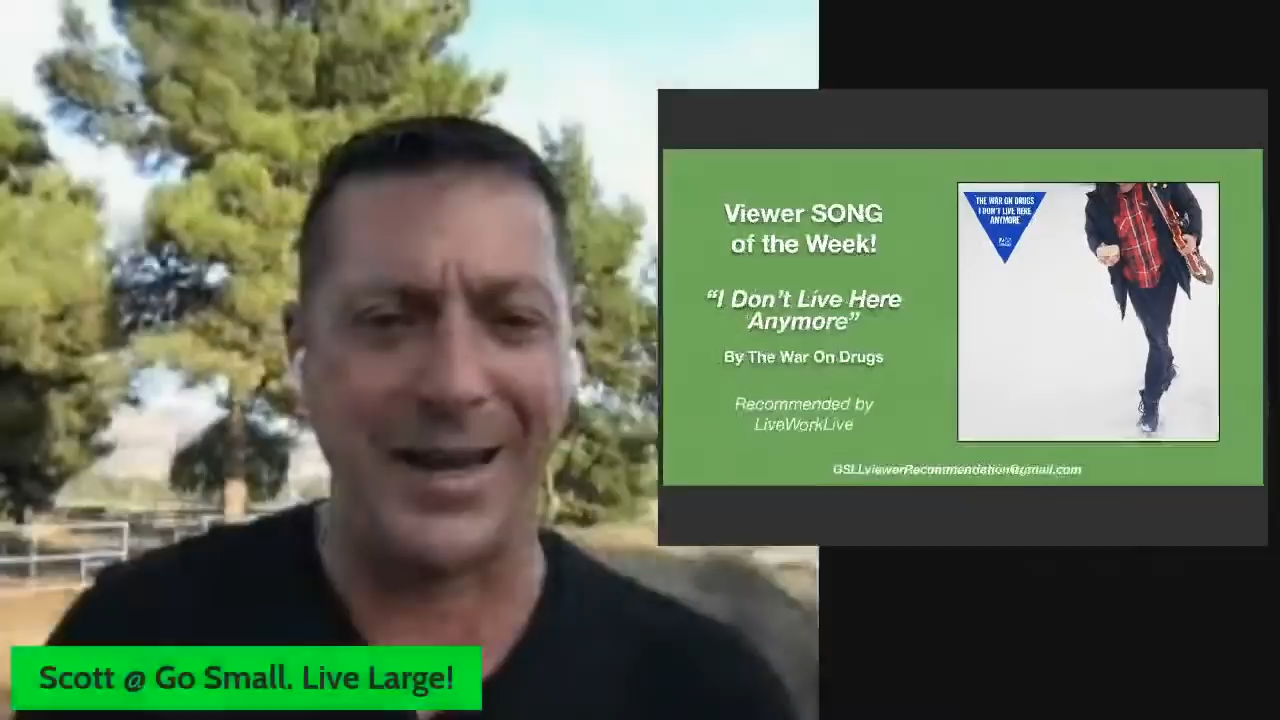 Viewer SONG
of the Week!
"I Don't Live Here
Anymore"
By The War On Drugs
Recommended by
LiveWorkLive
GSLLviewerRecommendation@gmail.com
THE WAR ON DRUGS
I DON'T LIVE HERE
ANYMORE
Scott @ Go Small. Live Large!